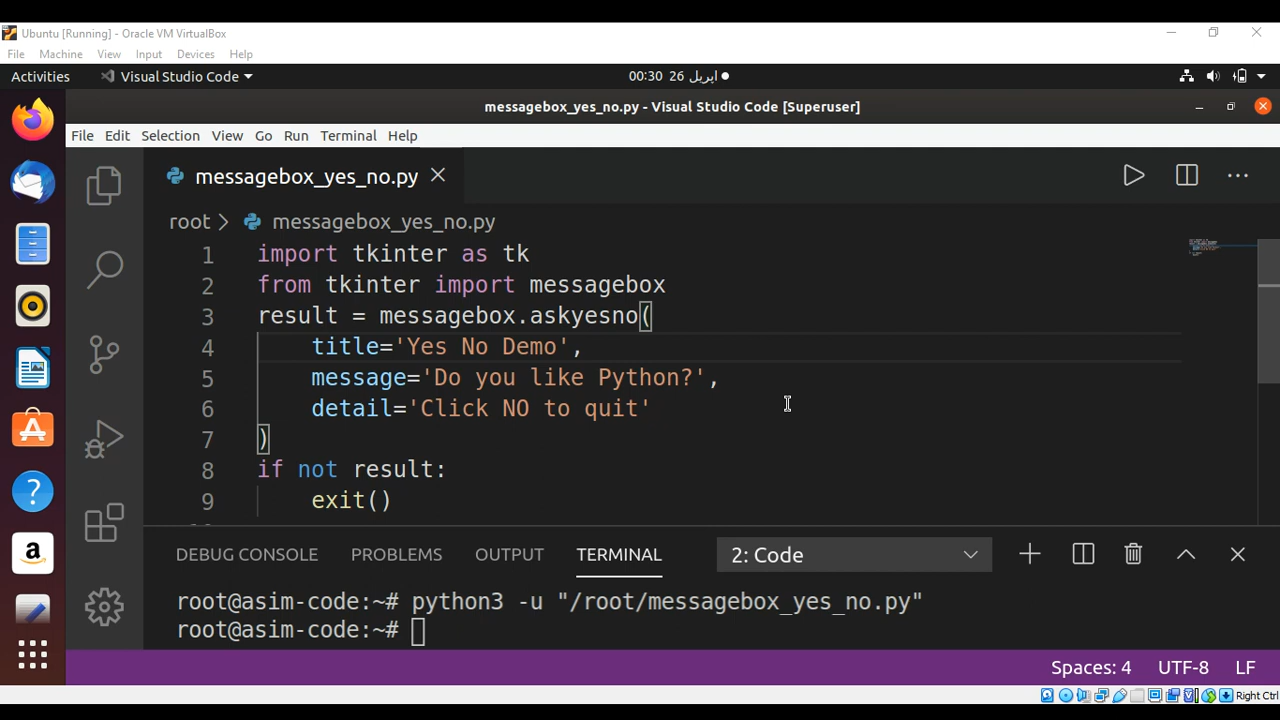 Ubuntu [Running] - Oracle VM VirtualBox
File Machine View Input Devices Help
Activities Visual Studio Code 00:30 26 اپریل
messagebox_yes_no.py - Visual Studio Code [Superuser]
File Edit Selection View Go Run Terminal Help
messagebox_yes_no.py
root > messagebox_yes_no.py
1 import tkinter as tk
2 from tkinter import messagebox
3 result = messagebox.askyesno(
4 title='Yes No Demo',
5 message='Do you like Python?',
6 detail='Click NO to quit'
7 )
8 if not result:
9 exit()
DEBUG CONSOLE PROBLEMS OUTPUT TERMINAL 2: Code
root@asim-code:~# python3 -u "/root/messagebox_yes_no.py"
root@asim-code:~#
Spaces: 4 UTF-8 LF
Right Ctrl